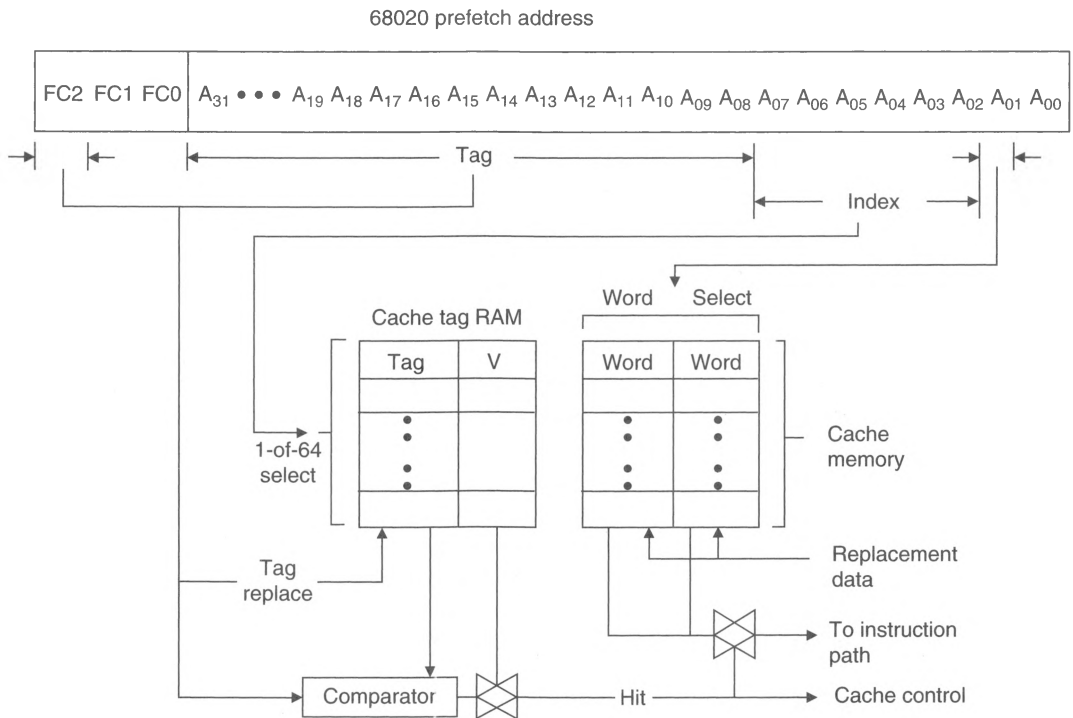 68020 prefetch address
FC2 FC1 FC0 A31 • • • A19 A18 A17 A16 A15 A14 A13 A12 A11 A10 A09 A08 A07 A06 A05 A04 A03 A02 A01 A00
Tag
Index
Word Select
Cache tag RAM
Tag V
Word Word
1-of-64
select
Cache
memory
Tag
replace
Replacement
data
To instruction
path
Comparator
Hit
Cache control